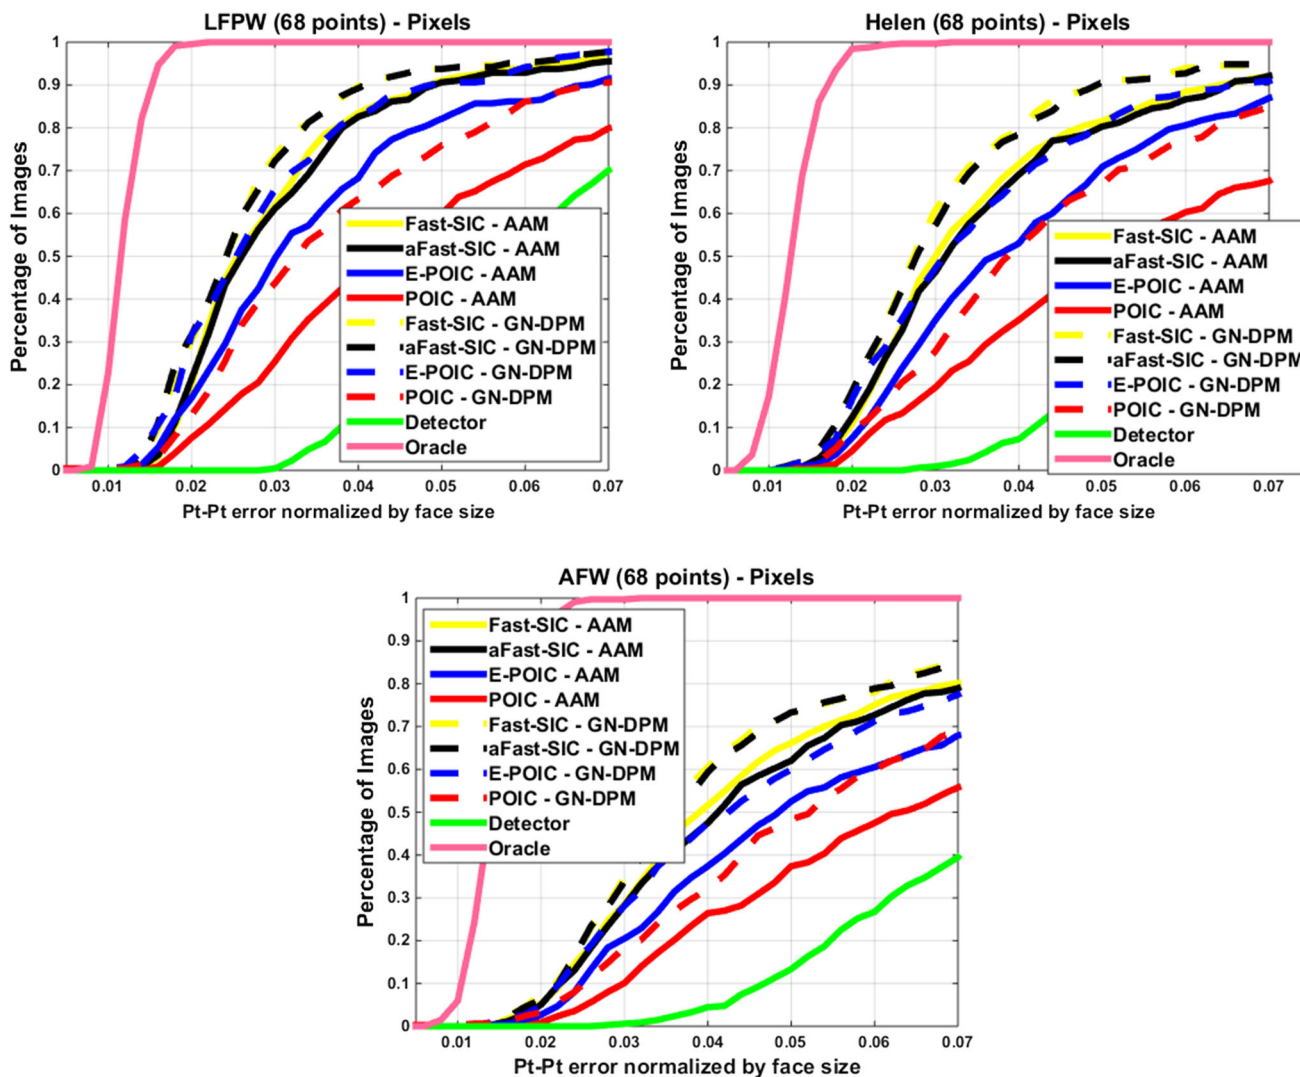 LFPW (68 points) - Pixels
1
0.9
0.8
0.7
0.6
0.5
0.4
0.3
0.2
0.1
0
Percentage of Images
Fast-SIC - AAM
aFast-SIC - AAM
E-POIC - AAM
POIC - AAM
Fast-SIC - GN-DPM
aFast-SIC - GN-DPM
E-POIC - GN-DPM
POIC - GN-DPM
Detector
Oracle
0.01 0.02 0.03 0.04 0.05 0.06 0.07
Pt-Pt error normalized by face size
Helen (68 points) - Pixels
1
0.9
0.8
0.7
0.6
0.5
0.4
0.3
0.2
0.1
0
Percentage of Images
Fast-SIC - AAM
aFast-SIC - AAM
E-POIC - AAM
POIC - AAM
Fast-SIC - GN-DPM
aFast-SIC - GN-DPM
E-POIC - GN-DPM
POIC - GN-DPM
Detector
Oracle
0.01 0.02 0.03 0.04 0.05 0.06 0.07
Pt-Pt error normalized by face size
AFW (68 points) - Pixels
1
0.9
0.8
0.7
0.6
0.5
0.4
0.3
0.2
0.1
0
Percentage of Images
Fast-SIC - AAM
aFast-SIC - AAM
E-POIC - AAM
POIC - AAM
Fast-SIC - GN-DPM
aFast-SIC - GN-DPM
E-POIC - GN-DPM
POIC - GN-DPM
Detector
Oracle
0.01 0.02 0.03 0.04 0.05 0.06 0.07
Pt-Pt error normalized by face size